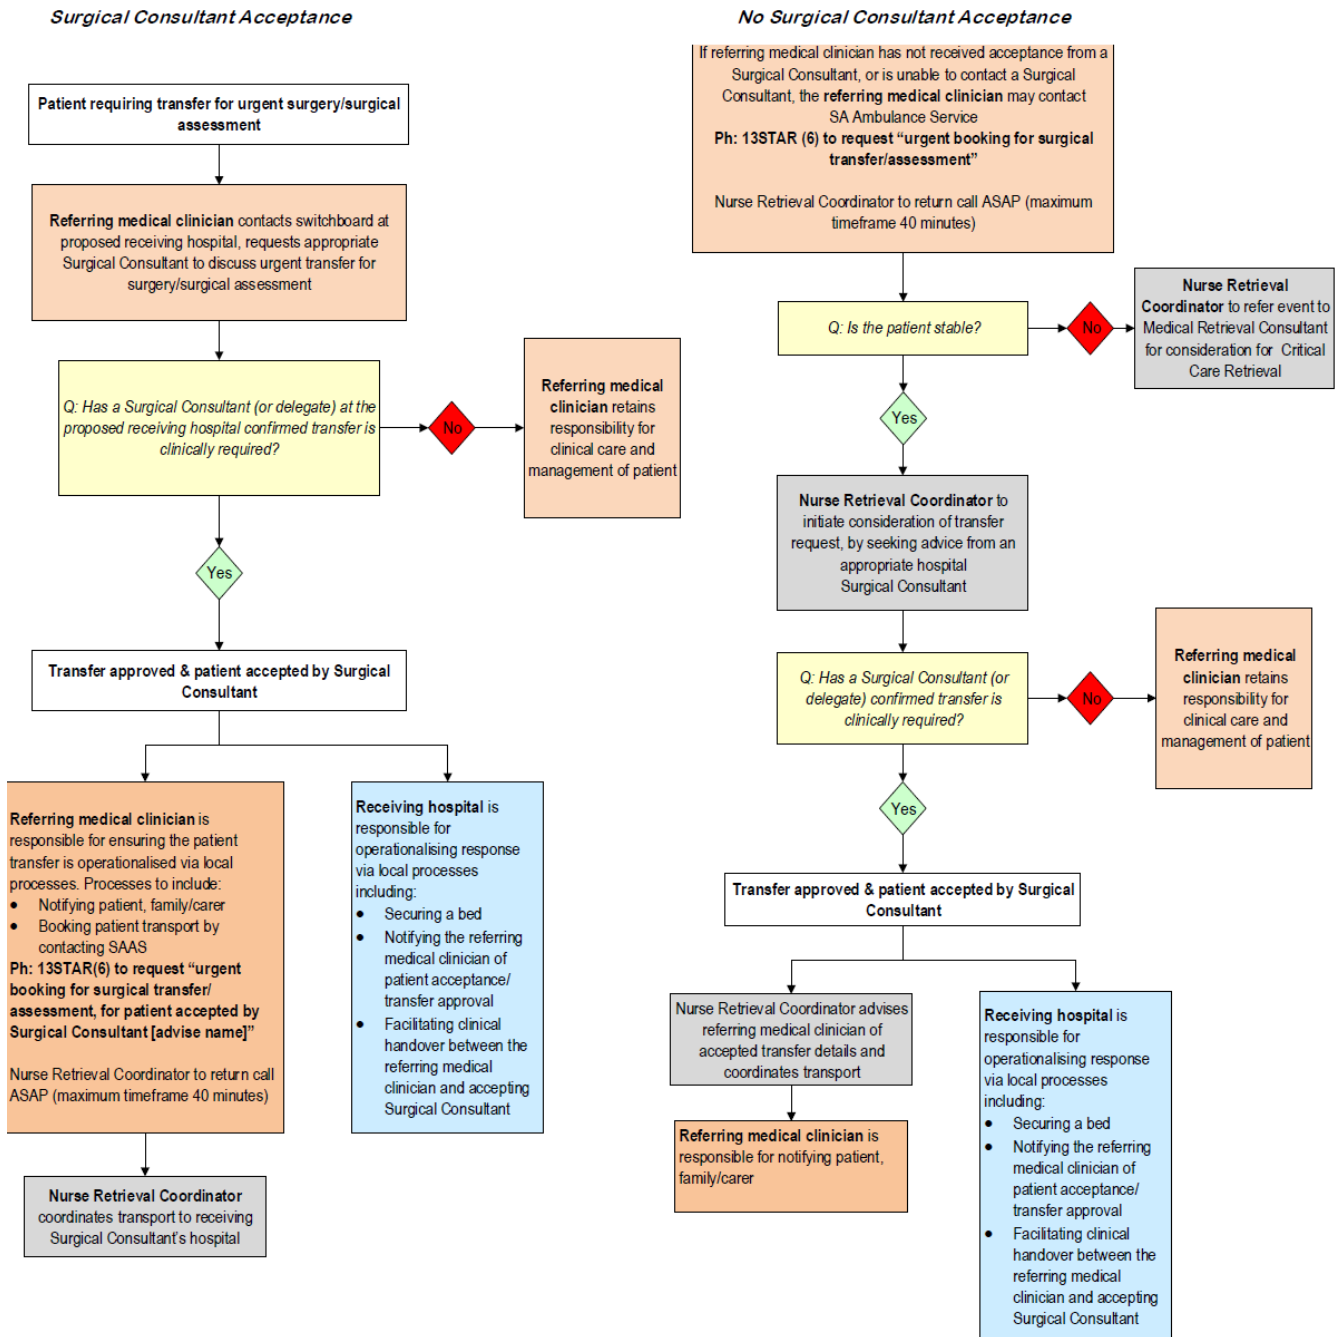 Surgical Consultant Acceptance
Patient requiring transfer for urgent surgery/surgical
assessment
Referring medical clinician contacts switchboard at
proposed receiving hospital, requests appropriate
Surgical Consultant to discuss urgent transfer for
surgery/surgical assessment
Q: Has a Surgical Consultant (or delegate) at the
proposed receiving hospital confirmed transfer is
clinically required?
No
Referring medical
clinician retains
responsibility for
clinical care and
management of patient
Yes
Transfer approved & patient accepted by Surgical
Consultant
Referring medical clinician is
responsible for ensuring the patient
transfer is operationalised via local
processes. Processes to include:
• Notifying patient, family/carer
• Booking patient transport by
contacting SAAS
Ph: 13STAR(6) to request “urgent
booking for surgical transfer/
assessment, for patient accepted by
Surgical Consultant [advise name]”
Nurse Retrieval Coordinator to return call
ASAP (maximum timeframe 40 minutes)
Nurse Retrieval Coordinator
coordinates transport to receiving
Surgical Consultant's hospital
Receiving hospital is
responsible for
operationalising response
via local processes
including:
• Securing a bed
• Notifying the referring
medical clinician of
patient acceptance/
transfer approval
• Facilitating clinical
handover between the
referring medical
clinician and accepting
Surgical Consultant
No Surgical Consultant Acceptance
If referring medical clinician has not received acceptance from a
Surgical Consultant, or is unable to contact a Surgical
Consultant, the referring medical clinician may contact
SA Ambulance Service
Ph: 13STAR (6) to request “urgent booking for surgical
transfer/assessment”
Nurse Retrieval Coordinator to return call ASAP (maximum
timeframe 40 minutes)
Q: Is the patient stable?
No
Nurse Retrieval
Coordinator to refer event to
Medical Retrieval Consultant
for consideration for Critical
Care Retrieval
Yes
Nurse Retrieval Coordinator to
initiate consideration of transfer
request, by seeking advice from an
appropriate hospital
Surgical Consultant
Q: Has a Surgical Consultant (or
delegate) confirmed transfer is
clinically required?
No
Referring medical
clinician retains
responsibility for
clinical care and
management of patient
Yes
Transfer approved & patient accepted by Surgical
Consultant
Nurse Retrieval Coordinator advises
referring medical clinician of
accepted transfer details and
coordinates transport
Referring medical clinician is
responsible for notifying patient,
family/carer
Receiving hospital is
responsible for
operationalising response
via local processes
including:
• Securing a bed
• Notifying the referring
medical clinician of
patient acceptance/
transfer approval
• Facilitating clinical
handover between the
referring medical
clinician and accepting
Surgical Consultant